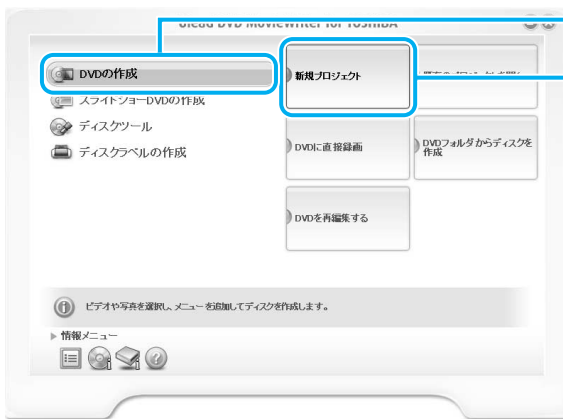 Ulead DVD MovieWriter for TOSHIBA
DVDの作成
スライドショーDVDの作成
ディスクツール
ディスクラベルの作成
新規プロジェクト
DVDに直接録画
DVDフォルダからディスクを
作成
DVDを再編集する
ビデオや写真を選択し、メニューを追加してディスクを作成します。
情報メニュー